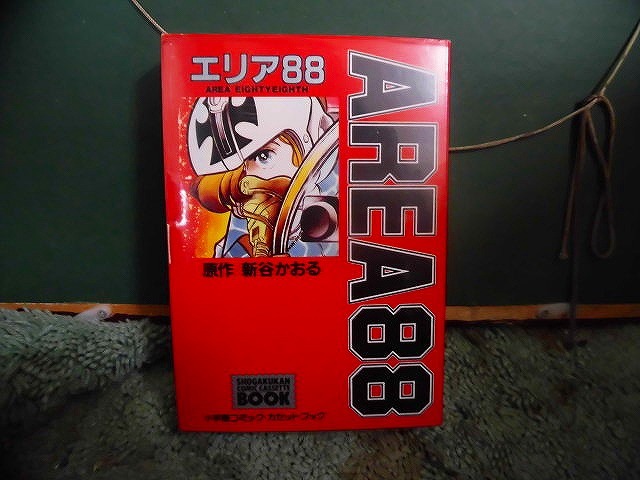 エリア88
AREA EIGHTYEIGHTH
AREA88
原作 新谷かおる
SHOGAKUKAN
COMIC CASSETTE
BOOK
小学館コミック・カセットブック